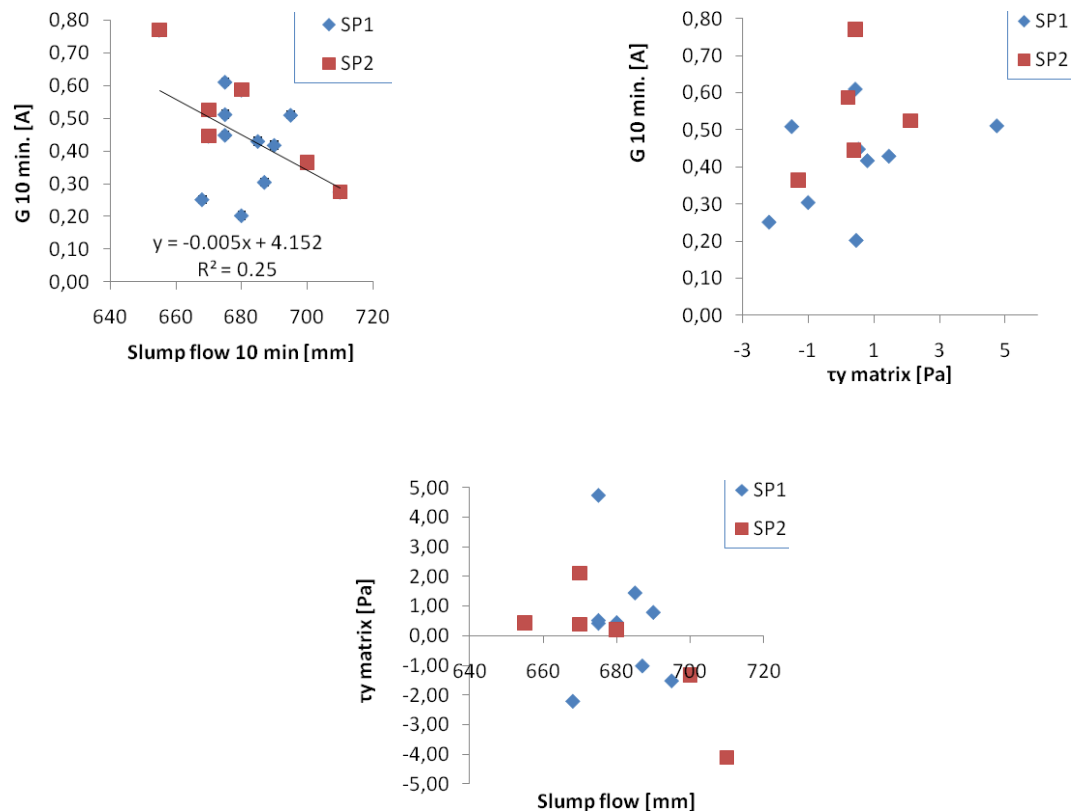 0,80
0,70
0,60
0,50
0,40
0,30
0,20
0,10
0,00
G 10 min. [A]
SP1
SP2
y = -0.005x + 4.152
R² = 0.25
640 660 680 700 720
Slump flow 10 min [mm]
0,80
0,70
0,60
0,50
0,40
0,30
0,20
0,10
0,00
G 10 min. [A]
SP1
SP2
-3 -1 1 3 5
τy matrix [Pa]
5,00
4,00
3,00
2,00
1,00
0,00
-1,00
-2,00
-3,00
-4,00
-5,00
τy matrix [Pa]
SP1
SP2
640 660 680 700 720
Slump flow [mm]